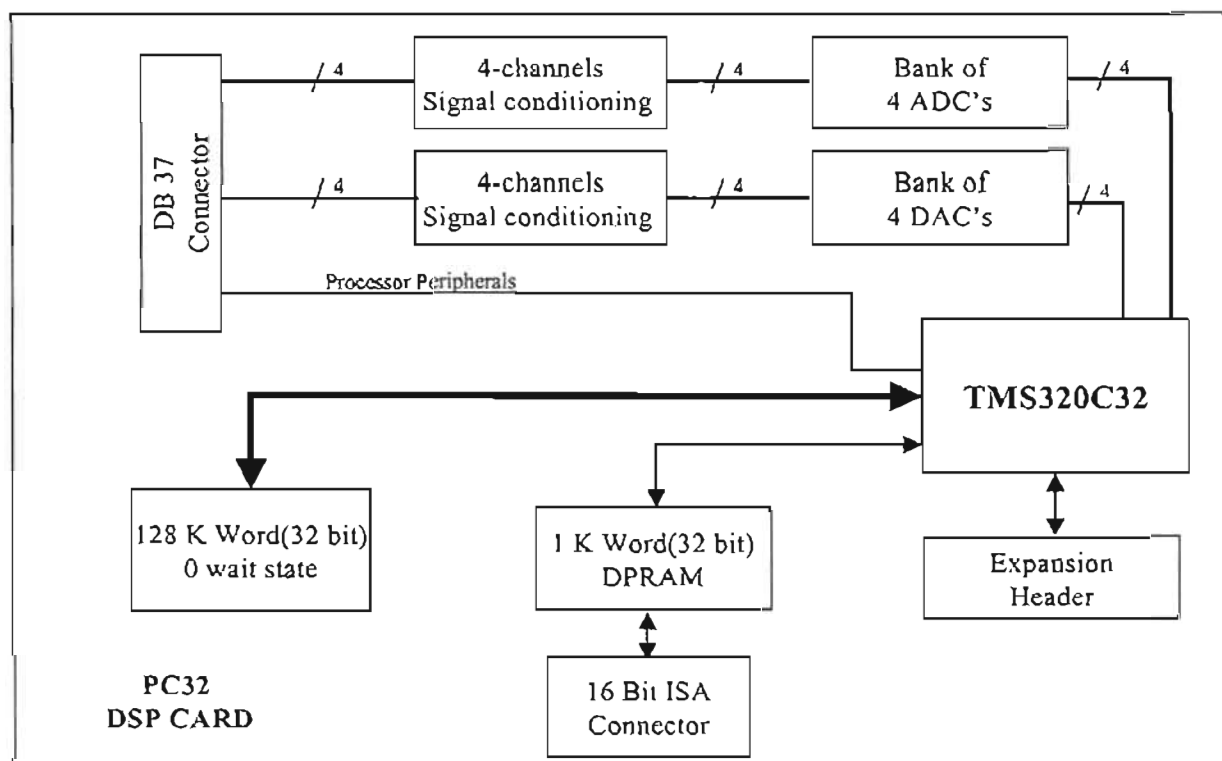 DB 37
Connector
4
4-channels
Signal conditioning
4
Bank of
4 ADC's
4
4
4-channels
Signal conditioning
4
Bank of
4 DAC's
4
Processor Peripherals
TMS320C32
128 K Word(32 bit)
0 wait state
1 K Word(32 bit)
DPRAM
Expansion
Header
16 Bit ISA
Connector
PC32
DSP CARD